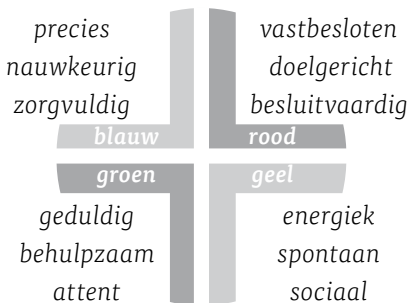 precies
nauwkeurig
zorgvuldig
blauw
vastbesloten
doelgericht
besluitvaardig
rood
groen
geduldig
behulpzaam
attent
geel
energiek
spontaan
sociaal